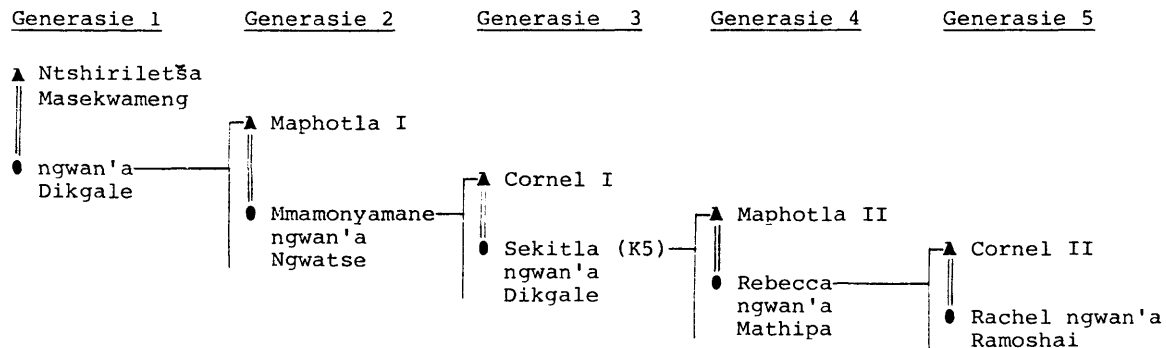 Generasie 1 Generasie 2 Generasie 3 Generasie 4 Generasie 5
Ntshiriletša
Masekwameng
ngwan'a
Dikgale
Maphotla I
Mmamonyamane
ngwan'a
Ngwatse
Cornel I
Sekitla (K5)
ngwan'a
Dikgale
Maphotla II
Rebecca
ngwan'a
Mathipa
Cornel II
Rachel ngwan'a
Ramoshai